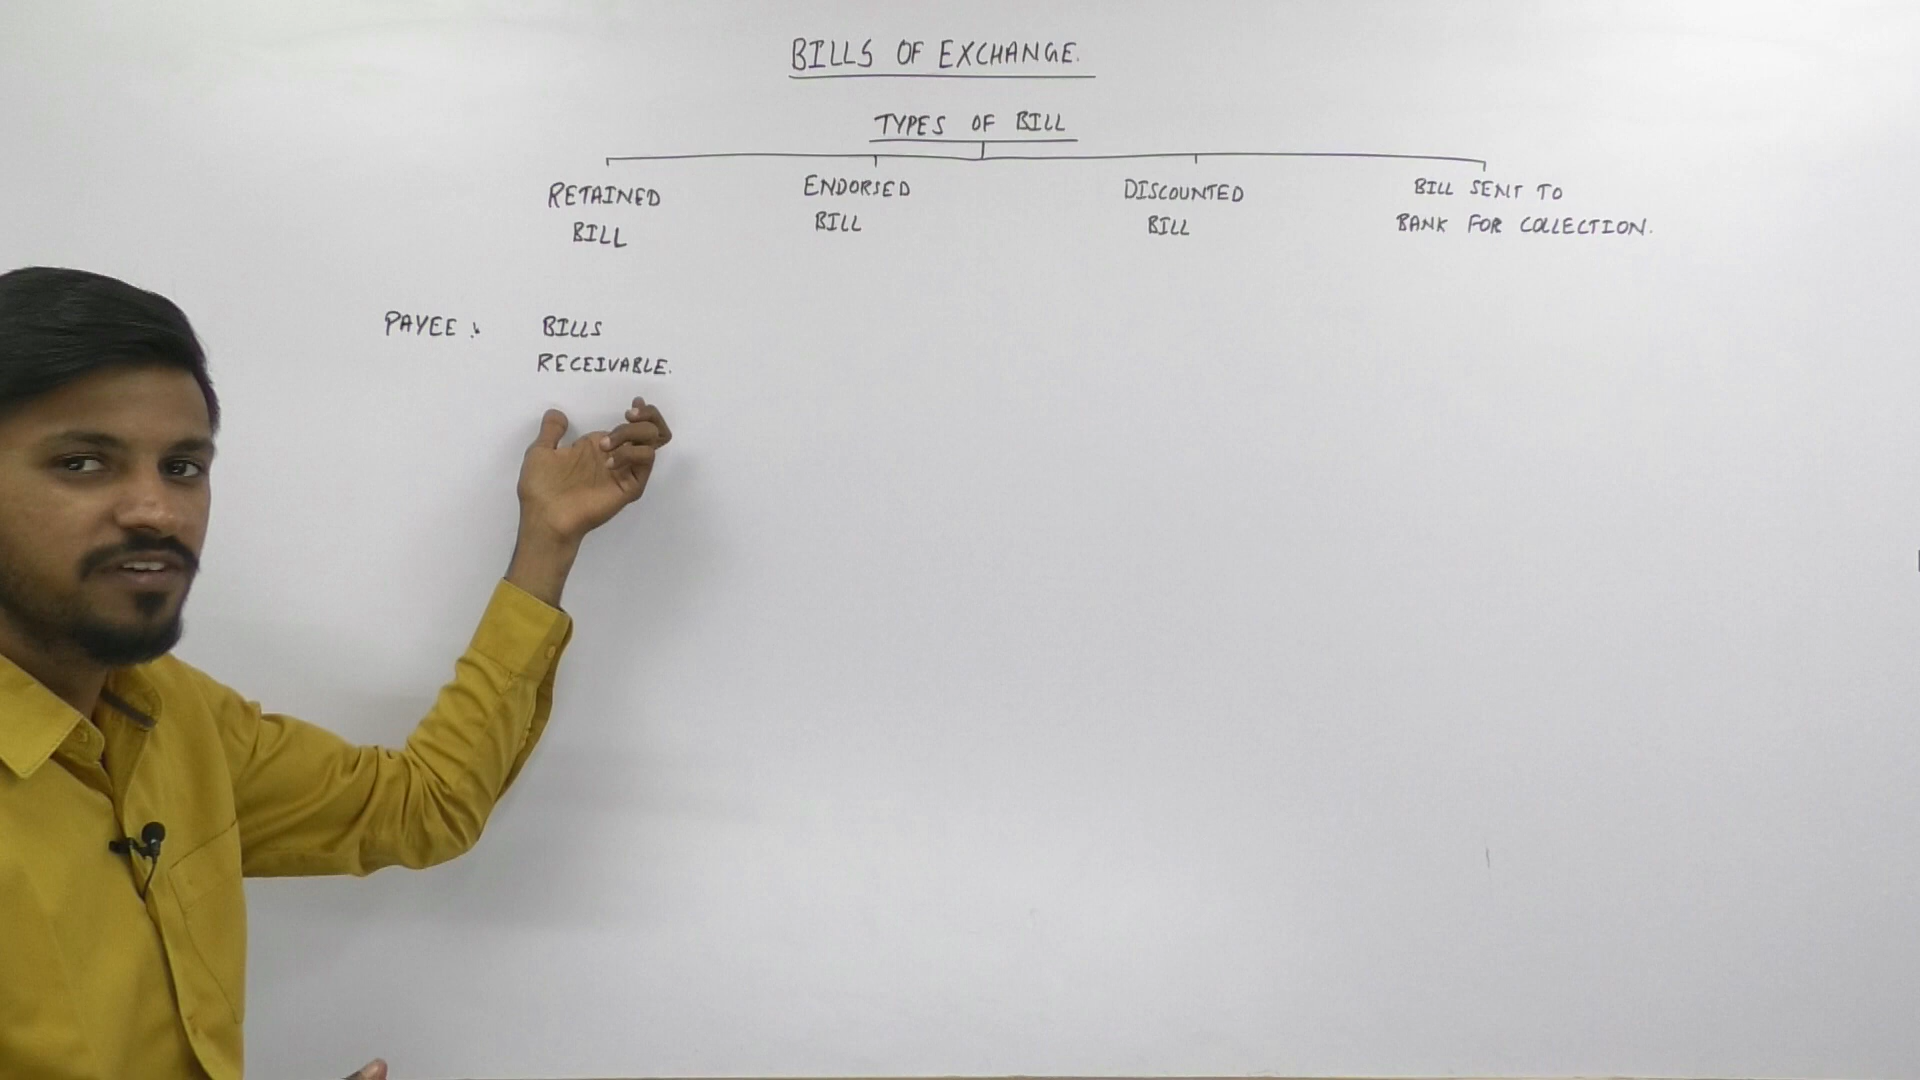 BILLS OF EXCHANGE.
TYPES OF BILL
RETAINED
BILL
ENDORSED
BILL
DISCOUNTED
BILL
BILL SENT TO
BANK FOR COLLECTION.
PAYEE :
BILLS
RECEIVABLE.